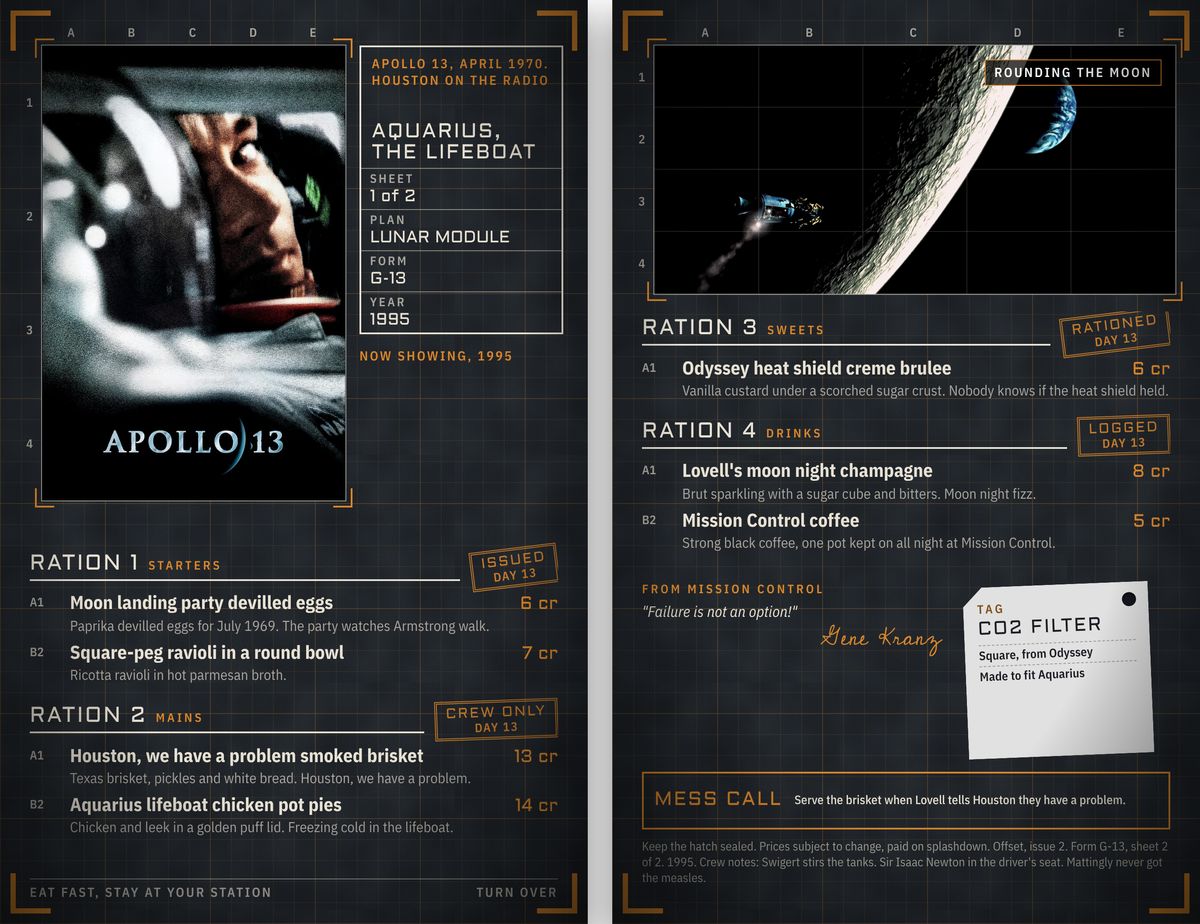 A B C D E
1
2
3
4
APOLLO 13
APOLLO 13, APRIL 1970.
HOUSTON ON THE RADIO
AQUARIUS,
THE LIFEBOAT
SHEET
1 of 2
PLAN
LUNAR MODULE
FORM
G-13
YEAR
1995
NOW SHOWING, 1995
RATION 1 STARTERS
ISSUED
DAY 13
A1 Moon landing party devilled eggs 6 cr
Paprika devilled eggs for July 1969. The party watches Armstrong walk.
B2 Square-peg ravioli in a round bowl 7 cr
Ricotta ravioli in hot parmesan broth.
RATION 2 MAINS
CREW ONLY
DAY 13
A1 Houston, we have a problem smoked brisket 13 cr
Texas brisket, pickles and white bread. Houston, we have a problem.
B2 Aquarius lifeboat chicken pot pies 14 cr
Chicken and leek in a golden puff lid. Freezing cold in the lifeboat.
EAT FAST, STAY AT YOUR STATION TURN OVER
A B C D E
1
2
3
4
ROUNDING THE MOON
RATION 3 SWEETS
RATIONED
DAY 13
A1 Odyssey heat shield creme brulee 6 cr
Vanilla custard under a scorched sugar crust. Nobody knows if the heat shield held.
RATION 4 DRINKS
LOGGED
DAY 13
A1 Lovell's moon night champagne 8 cr
Brut sparkling with a sugar cube and bitters. Moon night fizz.
B2 Mission Control coffee 5 cr
Strong black coffee, one pot kept on all night at Mission Control.
FROM MISSION CONTROL
"Failure is not an option!"
Gene Kranz
TAG
CO2 FILTER
Square, from Odyssey
Made to fit Aquarius
MESS CALL Serve the brisket when Lovell tells Houston they have a problem.
Keep the hatch sealed. Prices subject to change, paid on splashdown. Offset, issue 2. Form G-13, sheet 2
of 2. 1995. Crew notes: Swigert stirs the tanks. Sir Isaac Newton in the driver's seat. Mattingly never got
the measles.